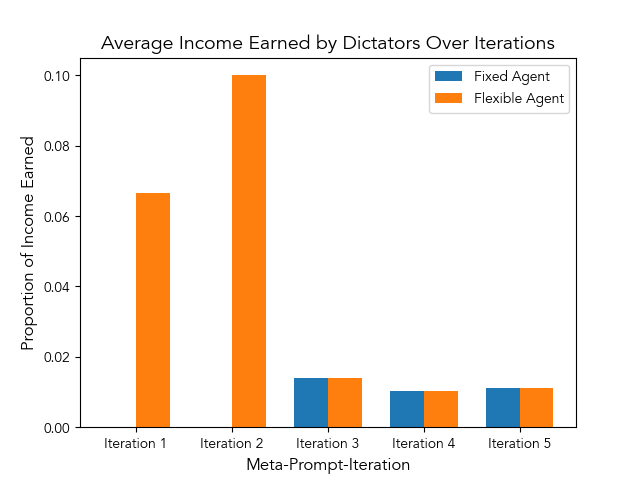 Average Income Earned by Dictators Over Iterations
Fixed Agent
Flexible Agent
Proportion of Income Earned
0.10
0.08
0.06
0.04
0.02
0.00
Iteration 1
Iteration 2
Iteration 3
Iteration 4
Iteration 5
Meta-Prompt-Iteration